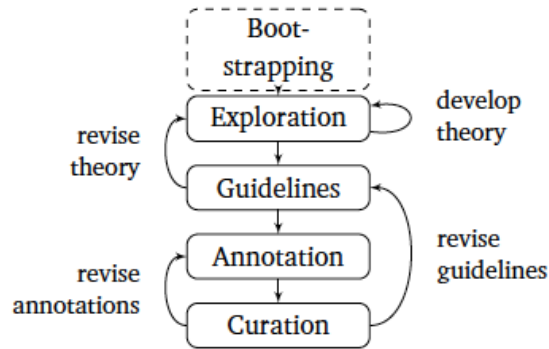 Boot-
strapping
Exploration
develop
theory
revise
theory
Guidelines
Annotation
revise
guidelines
revise
annotations
Curation